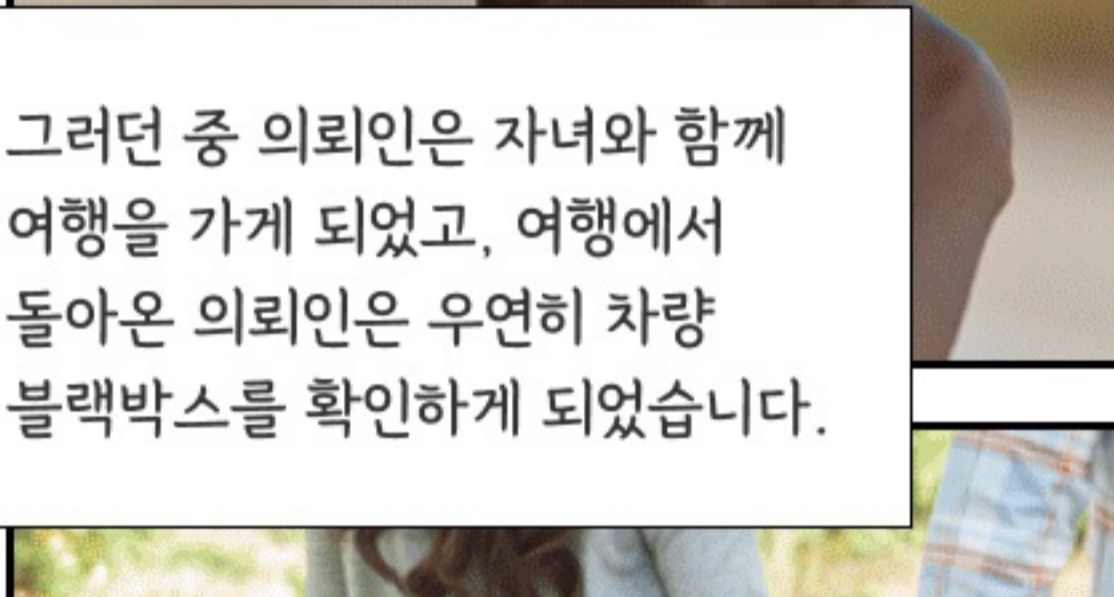 그러던 중 의뢰인은 자녀와 함께
여행을 가게 되었고, 여행에서
돌아온 의뢰인은 우연히 차량
블랙박스를 확인하게 되었습니다.